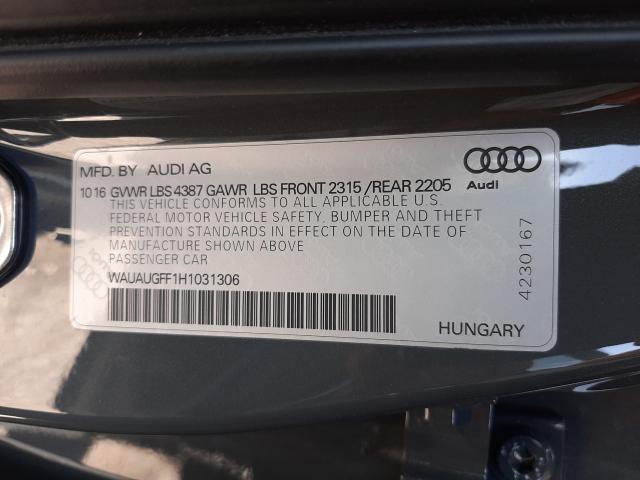 MFD. BY AUDI AG
10 16 GVWR LBS 4387 GAWR LBS FRONT 2315 /REAR 2205
Audi
THIS VEHICLE CONFORMS TO ALL APPLICABLE U.S.
FEDERAL MOTOR VEHICLE SAFETY, BUMPER AND THEFT
PREVENTION STANDARDS IN EFFECT ON THE DATE OF
MANUFACTURE SHOWN ABOVE
PASSENGER CAR
WAUAUGFF1H1031306
HUNGARY
4230167